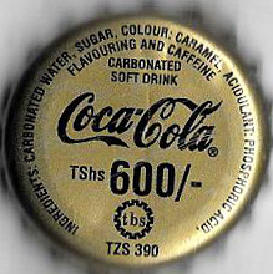 INGREDIENTS: CARBONATED WATER, SUGAR, COLOUR: CARAMEL, ACIDULANT: PHOSPHORIC ACID,
FLAVOURING AND CAFFEINE
CARBONATED
SOFT DRINK
Coca-Cola®
TShs 600/-
tbs
TZS 390